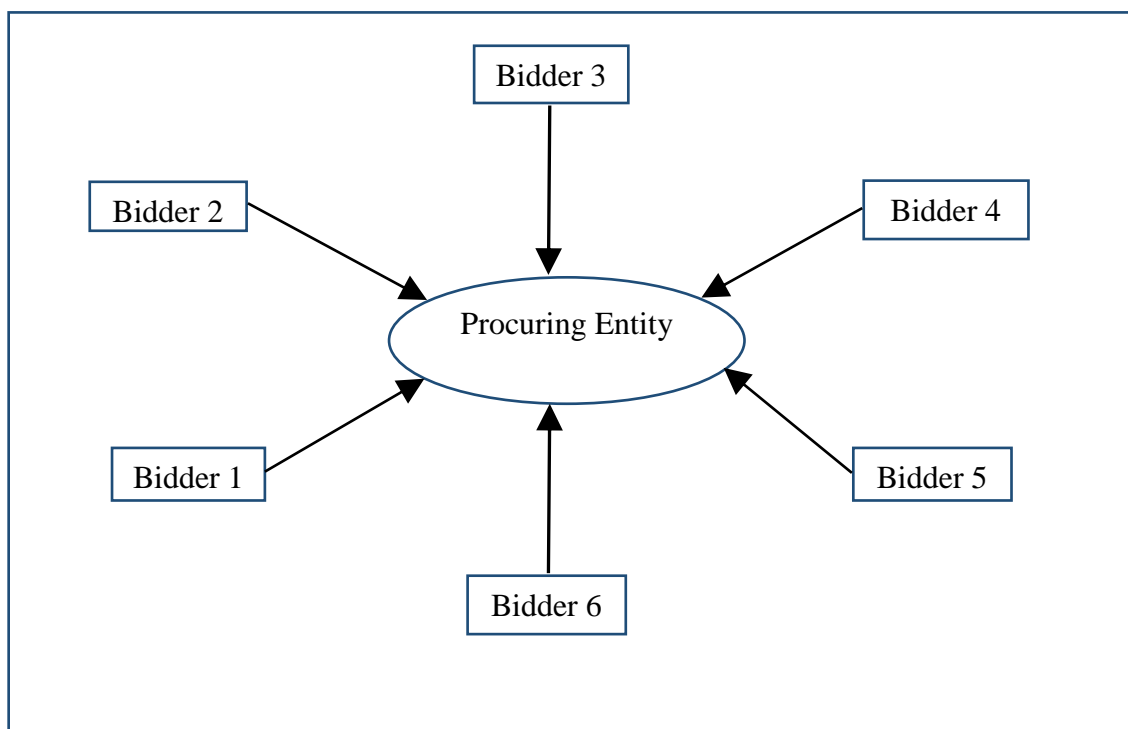 Bidder 3
Bidder 2
Bidder 4
Procuring Entity
Bidder 1
Bidder 5
Bidder 6